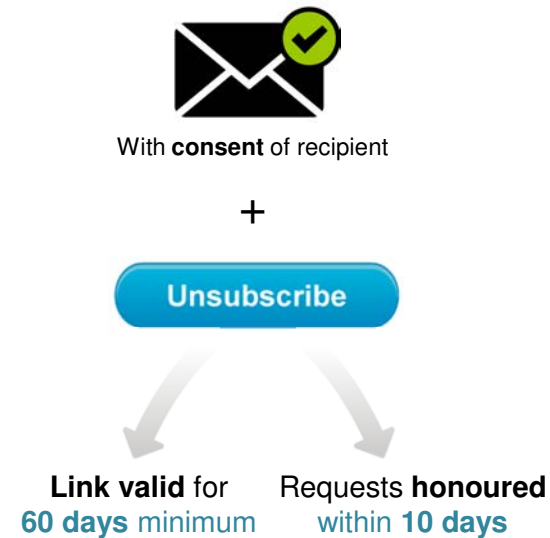 With consent of recipient
+
Unsubscribe
Link valid for
60 days minimum
Requests honoured
within 10 days